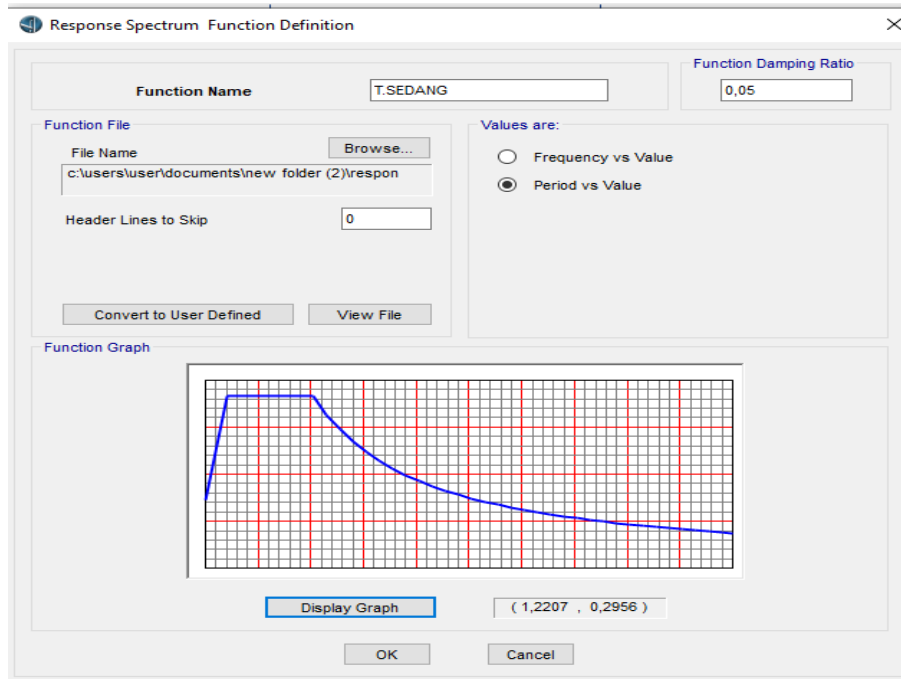 Response Spectrum Function Definition
Function Damping Ratio
Function Name
T.SEDANG
0,05
Function File
Values are:
File Name
Browse...
c:\users\user\documents\new folder (2)\respon
Frequency vs Value
Period vs Value
Header Lines to Skip
0
Convert to User Defined
View File
Function Graph
Display Graph
( 1,2207 , 0,2956 )
OK
Cancel